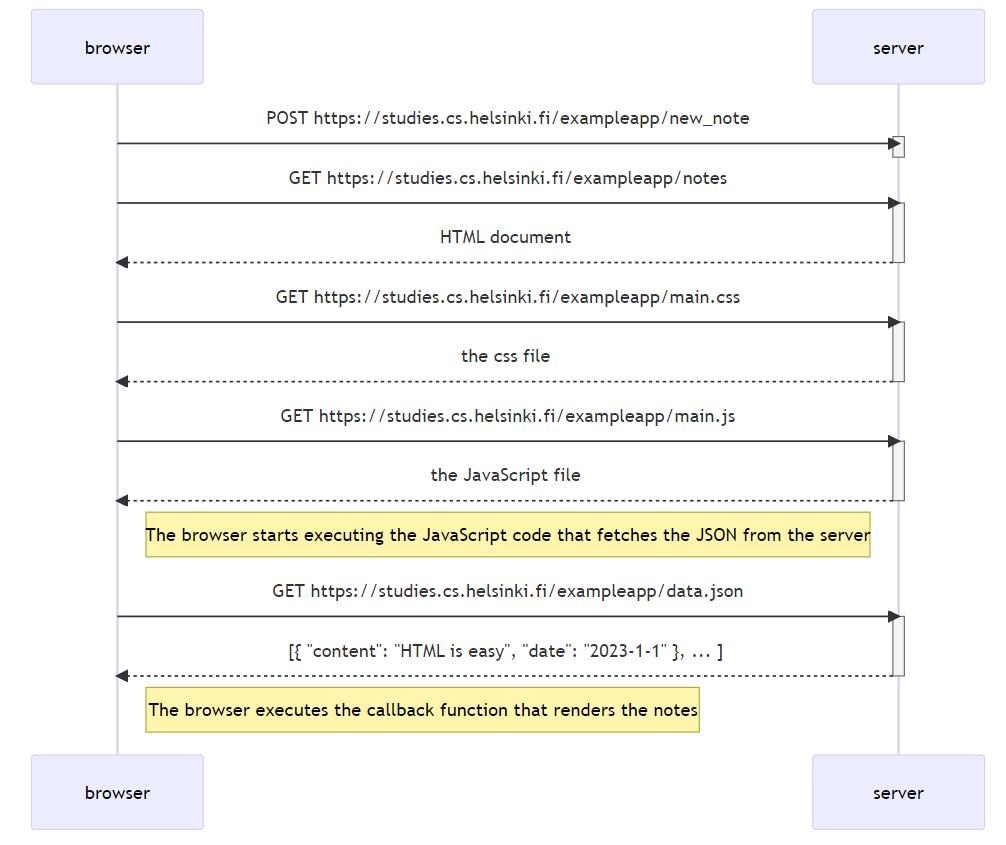 browser
server
POST https://studies.cs.helsinki.fi/exampleapp/new_note
GET https://studies.cs.helsinki.fi/exampleapp/notes
HTML document
GET https://studies.cs.helsinki.fi/exampleapp/main.css
the css file
GET https://studies.cs.helsinki.fi/exampleapp/main.js
the JavaScript file
The browser starts executing the JavaScript code that fetches the JSON from the server
GET https://studies.cs.helsinki.fi/exampleapp/data.json
[{ "content": "HTML is easy", "date": "2023-1-1" }, ... ]
The browser executes the callback function that renders the notes
browser
server